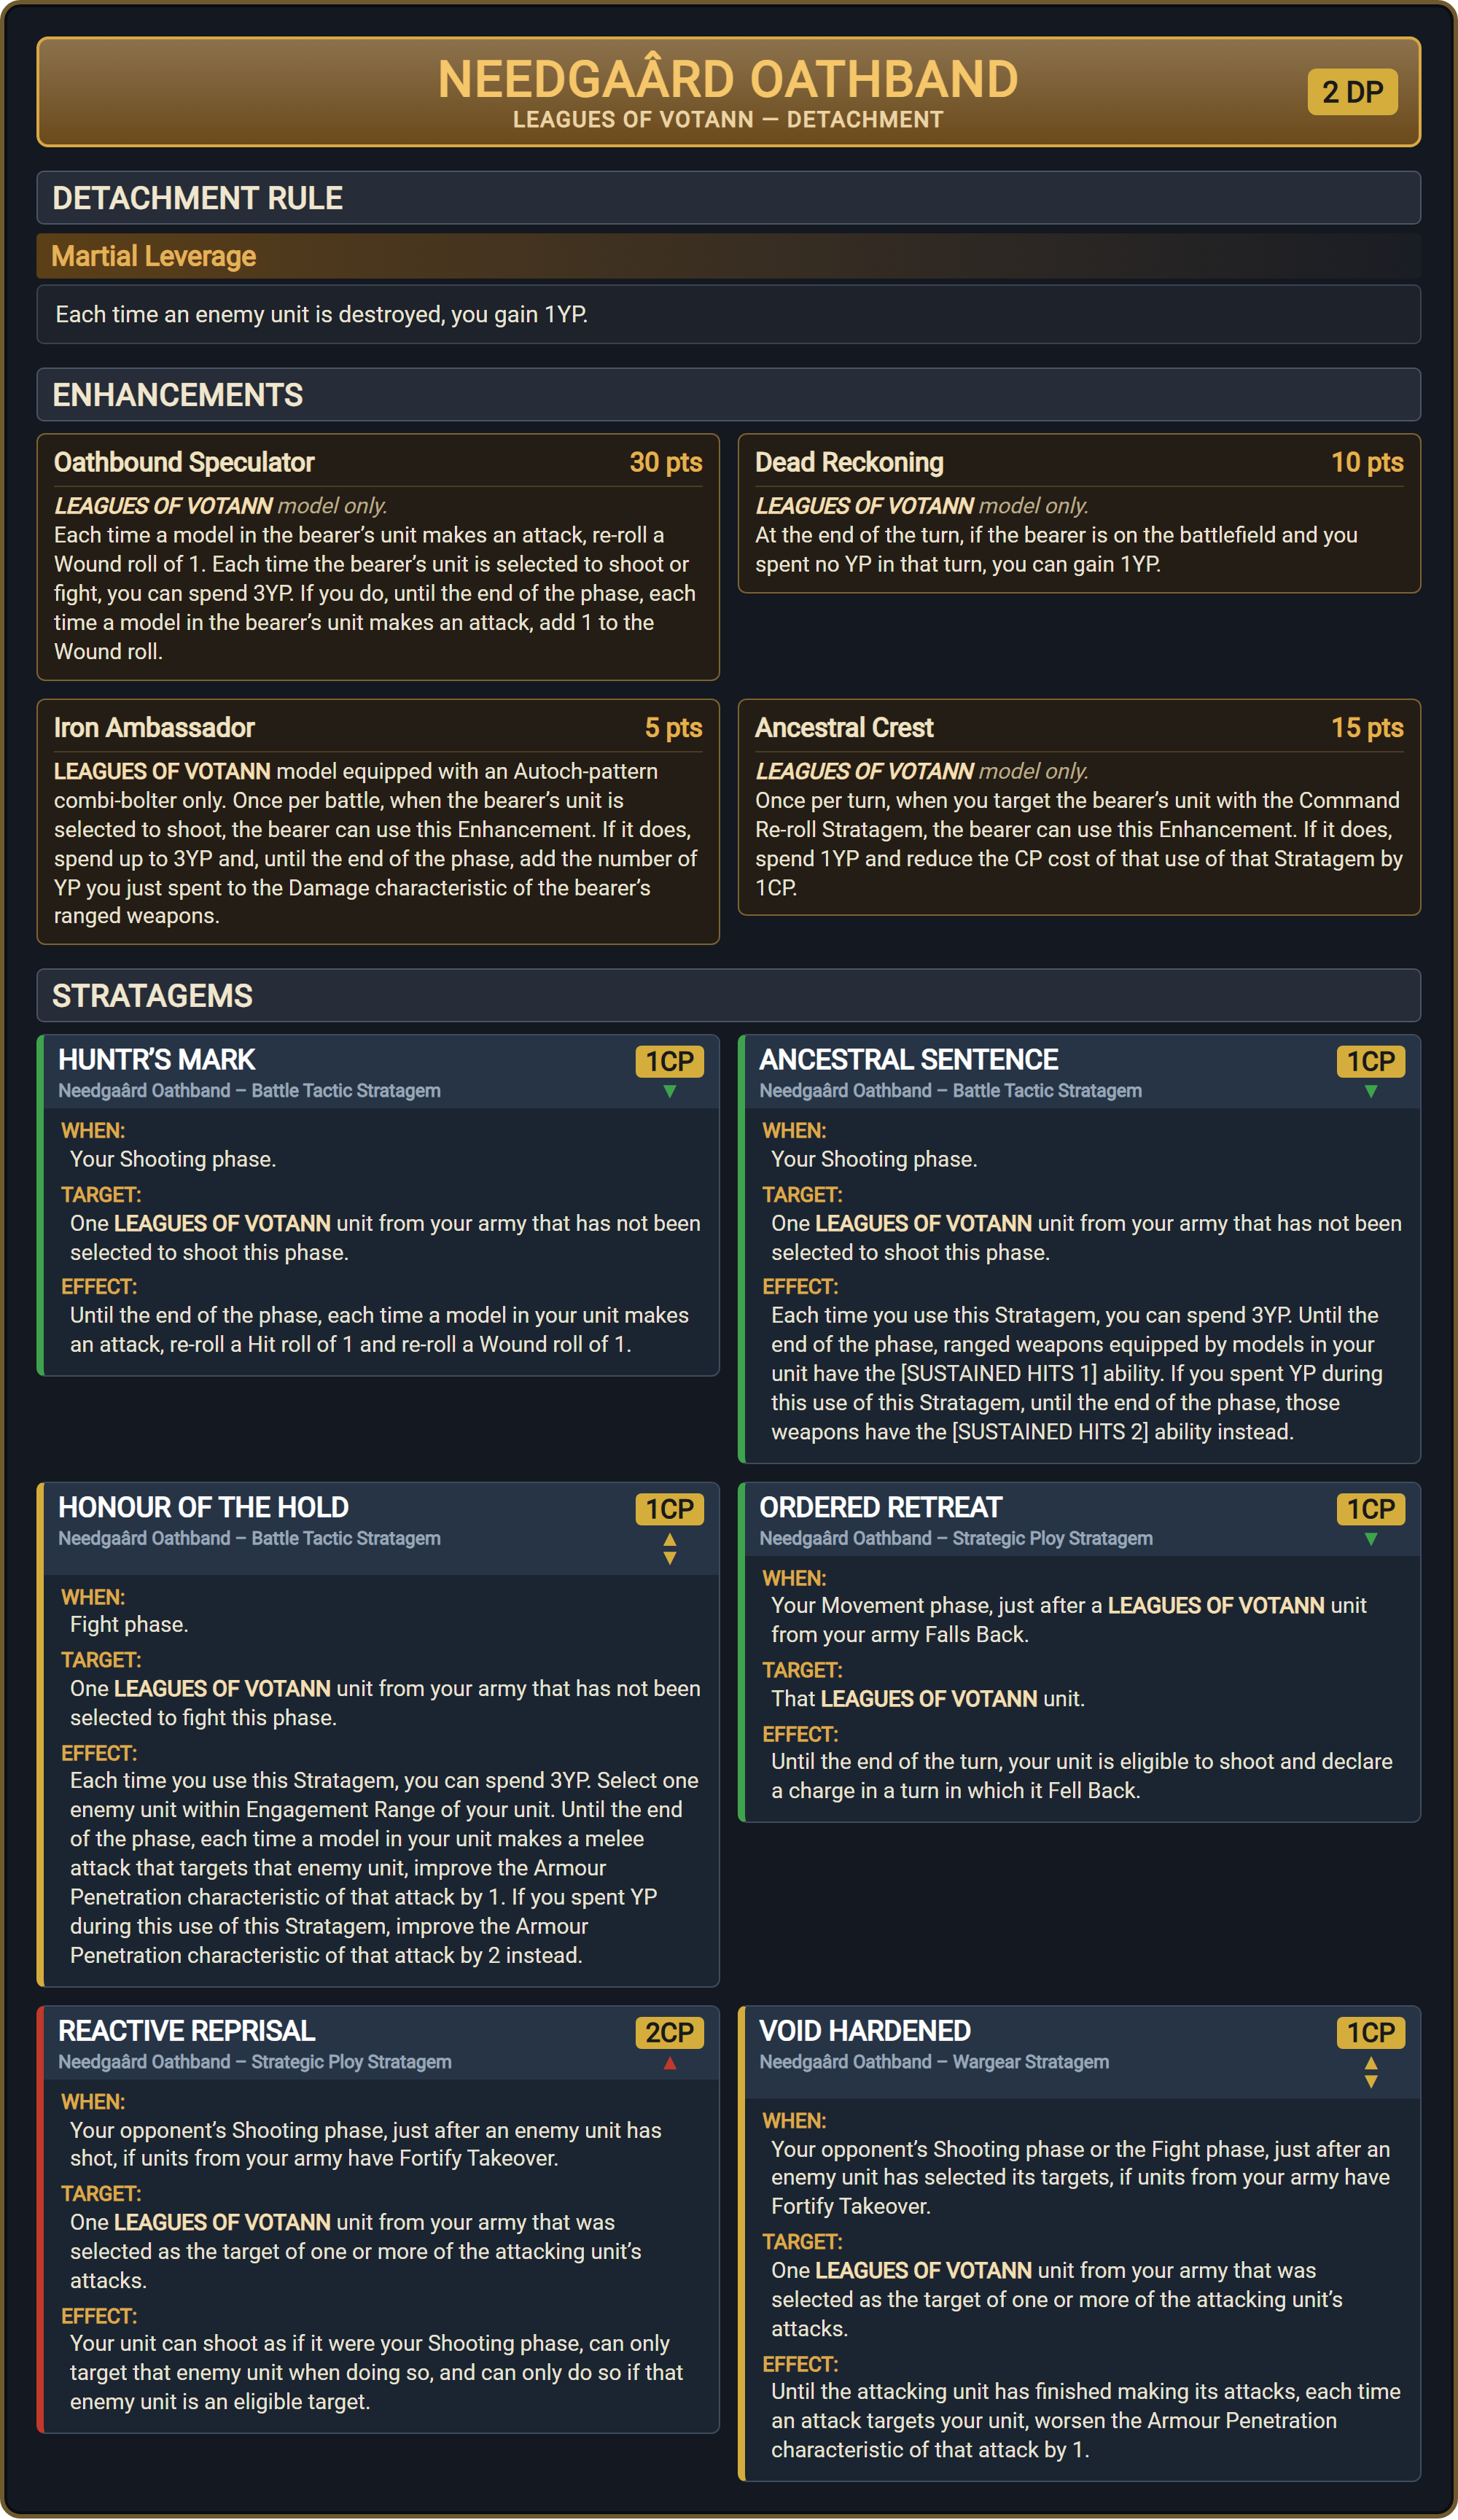 NEEDGAÂRD OATHBAND
LEAGUES OF VOTANN — DETACHMENT
2 DP
DETACHMENT RULE
Martial Leverage
Each time an enemy unit is destroyed, you gain 1YP.
ENHANCEMENTS
Oathbound Speculator
30 pts
LEAGUES OF VOTANN model only.
Each time a model in the bearer’s unit makes an attack, re-roll a
Wound roll of 1. Each time the bearer’s unit is selected to shoot or
fight, you can spend 3YP. If you do, until the end of the phase, each
time a model in the bearer’s unit makes an attack, add 1 to the
Wound roll.
Dead Reckoning
10 pts
LEAGUES OF VOTANN model only.
At the end of the turn, if the bearer is on the battlefield and you
spent no YP in that turn, you can gain 1YP.
Iron Ambassador
5 pts
LEAGUES OF VOTANN model equipped with an Autoch-pattern
combi-bolter only. Once per battle, when the bearer’s unit is
selected to shoot, the bearer can use this Enhancement. If it does,
spend up to 3YP and, until the end of the phase, add the number of
YP you just spent to the Damage characteristic of the bearer’s
ranged weapons.
Ancestral Crest
15 pts
LEAGUES OF VOTANN model only.
Once per turn, when you target the bearer’s unit with the Command
Re-roll Stratagem, the bearer can use this Enhancement. If it does,
spend 1YP and reduce the CP cost of that use of that Stratagem by
1CP.
STRATAGEMS
HUNTR’S MARK
1CP
Needgaârd Oathband – Battle Tactic Stratagem
▼
WHEN:
Your Shooting phase.
TARGET:
One LEAGUES OF VOTANN unit from your army that has not been
selected to shoot this phase.
EFFECT:
Until the end of the phase, each time a model in your unit makes
an attack, re-roll a Hit roll of 1 and re-roll a Wound roll of 1.
ANCESTRAL SENTENCE
1CP
Needgaârd Oathband – Battle Tactic Stratagem
▼
WHEN:
Your Shooting phase.
TARGET:
One LEAGUES OF VOTANN unit from your army that has not been
selected to shoot this phase.
EFFECT:
Each time you use this Stratagem, you can spend 3YP. Until the
end of the phase, ranged weapons equipped by models in your
unit have the [SUSTAINED HITS 1] ability. If you spent YP during
this use of this Stratagem, until the end of the phase, those
weapons have the [SUSTAINED HITS 2] ability instead.
HONOUR OF THE HOLD
1CP
Needgaârd Oathband – Battle Tactic Stratagem
▲
▼
WHEN:
Fight phase.
TARGET:
One LEAGUES OF VOTANN unit from your army that has not been
selected to fight this phase.
EFFECT:
Each time you use this Stratagem, you can spend 3YP. Select one
enemy unit within Engagement Range of your unit. Until the end
of the phase, each time a model in your unit makes a melee
attack that targets that enemy unit, improve the Armour
Penetration characteristic of that attack by 1. If you spent YP
during this use of this Stratagem, improve the Armour
Penetration characteristic of that attack by 2 instead.
ORDERED RETREAT
1CP
Needgaârd Oathband – Strategic Ploy Stratagem
▼
WHEN:
Your Movement phase, just after a LEAGUES OF VOTANN unit
from your army Falls Back.
TARGET:
That LEAGUES OF VOTANN unit.
EFFECT:
Until the end of the turn, your unit is eligible to shoot and declare
a charge in a turn in which it Fell Back.
REACTIVE REPRISAL
2CP
Needgaârd Oathband – Strategic Ploy Stratagem
▲
WHEN:
Your opponent’s Shooting phase, just after an enemy unit has
shot, if units from your army have Fortify Takeover.
TARGET:
One LEAGUES OF VOTANN unit from your army that was
selected as the target of one or more of the attacking unit’s
attacks.
EFFECT:
Your unit can shoot as if it were your Shooting phase, can only
target that enemy unit when doing so, and can only do so if that
enemy unit is an eligible target.
VOID HARDENED
1CP
Needgaârd Oathband – Wargear Stratagem
▲
▼
WHEN:
Your opponent’s Shooting phase or the Fight phase, just after an
enemy unit has selected its targets, if units from your army have
Fortify Takeover.
TARGET:
One LEAGUES OF VOTANN unit from your army that was
selected as the target of one or more of the attacking unit’s
attacks.
EFFECT:
Until the attacking unit has finished making its attacks, each time
an attack targets your unit, worsen the Armour Penetration
characteristic of that attack by 1.